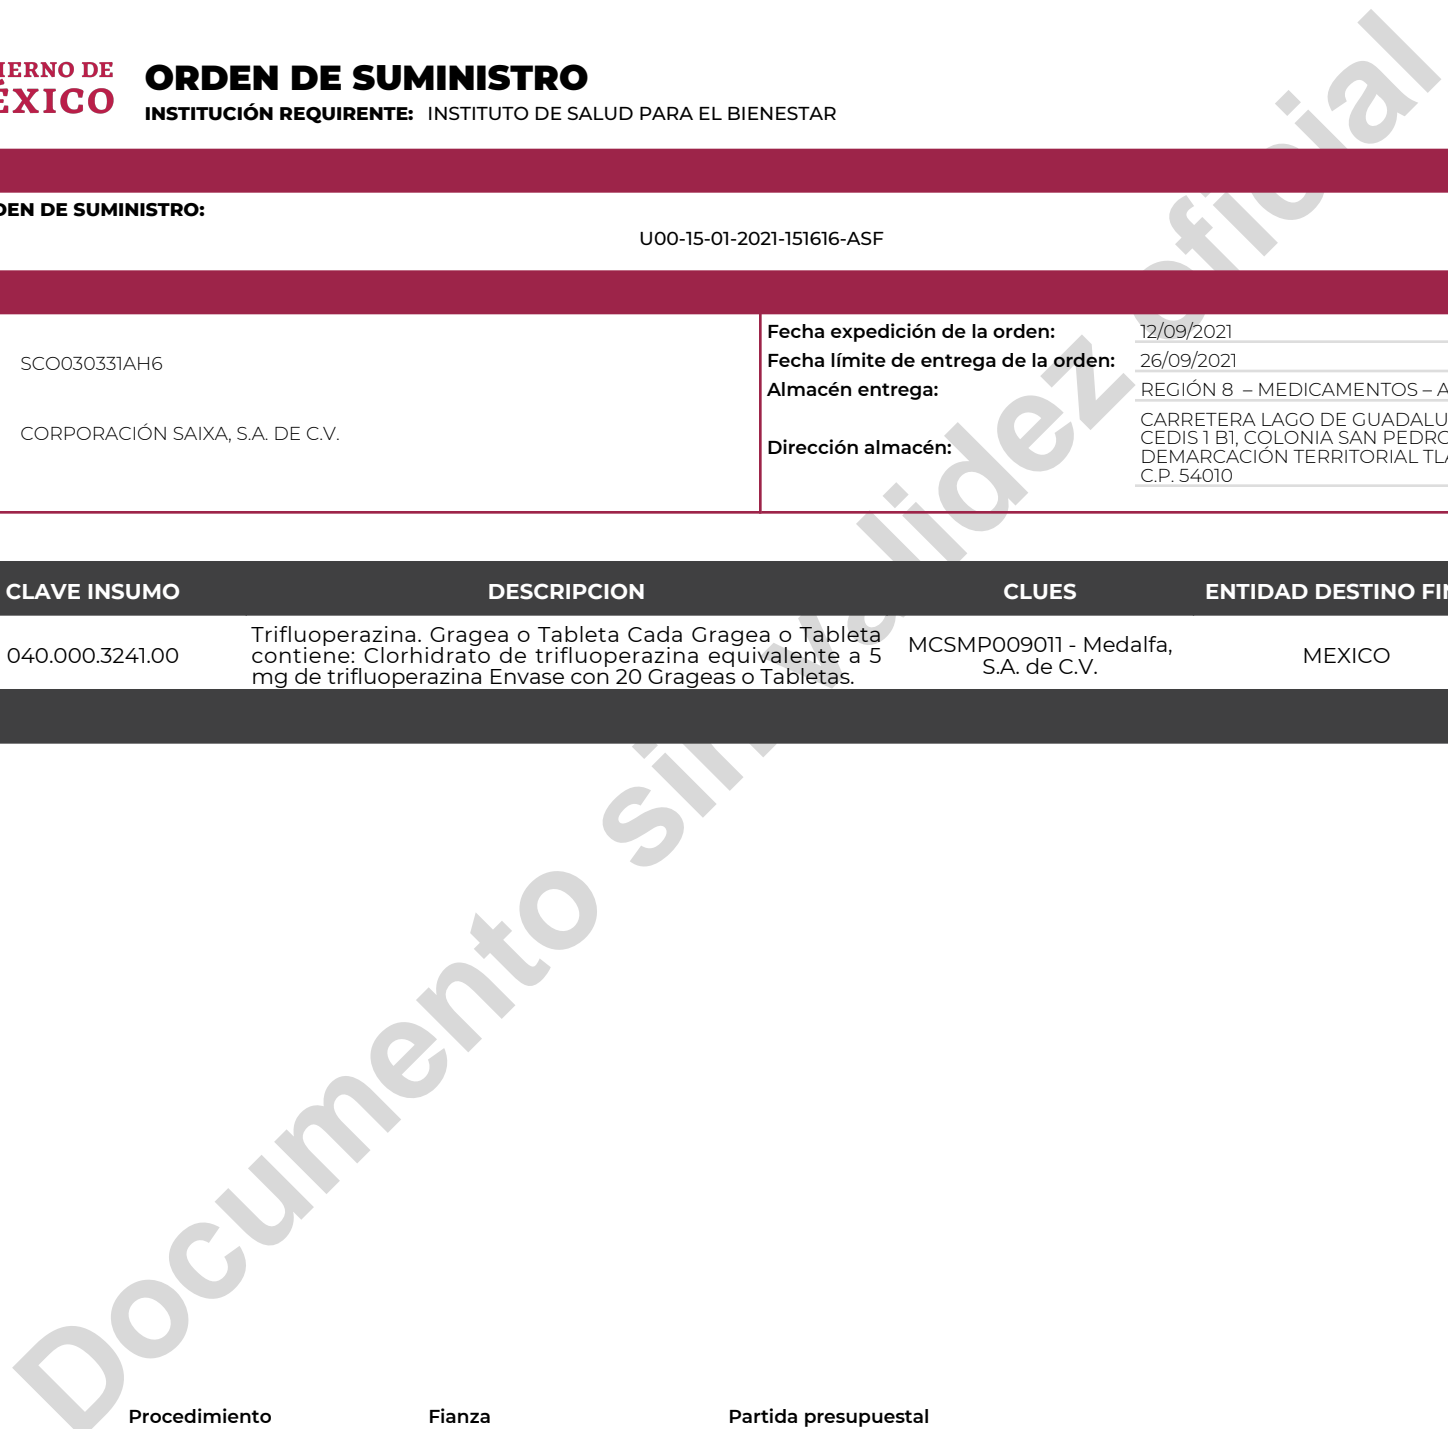 IERNO DE
ÉXICO
ORDEN DE SUMINISTRO
INSTITUCIÓN REQUIRENTE: INSTITUTO DE SALUD PARA EL BIENESTAR
DEN DE SUMINISTRO:
U00-15-01-2021-151616-ASF
SCO030331AH6
CORPORACIÓN SAIXA, S.A. DE C.V.
Fecha expedición de la orden: 12/09/2021
Fecha límite de entrega de la orden: 26/09/2021
Almacén entrega: REGIÓN 8 – MEDICAMENTOS – A
Dirección almacén:
CARRETERA LAGO DE GUADALU
CEDIS 1 B1, COLONIA SAN PEDRO
DEMARCACIÓN TERRITORIAL TLA
C.P. 54010
CLAVE INSUMO DESCRIPCION CLUES ENTIDAD DESTINO FIN
040.000.3241.00
Trifluoperazina. Gragea o Tableta Cada Gragea o Tableta
contiene: Clorhidrato de trifluoperazina equivalente a 5
mg de trifluoperazina Envase con 20 Grageas o Tabletas.
MCSMP009011 - Medalfa,
S.A. de C.V.
MEXICO
Documento sin validez oficial
Procedimiento Fianza Partida presupuestal